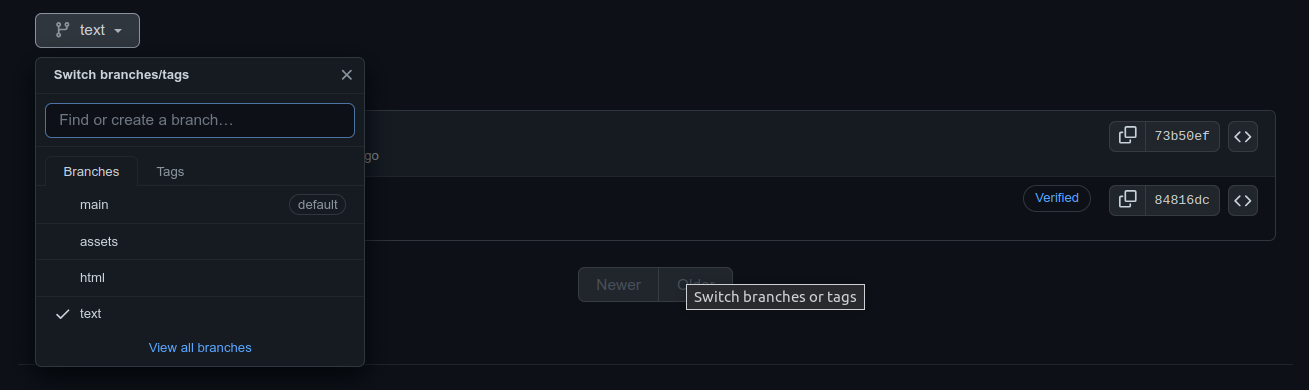 text
Switch branches/tags
Find or create a branch...
Branches Tags
main default
assets
html
text
View all branches
go
73b50ef
Verified 84816dc
Newer
Switch branches or tags